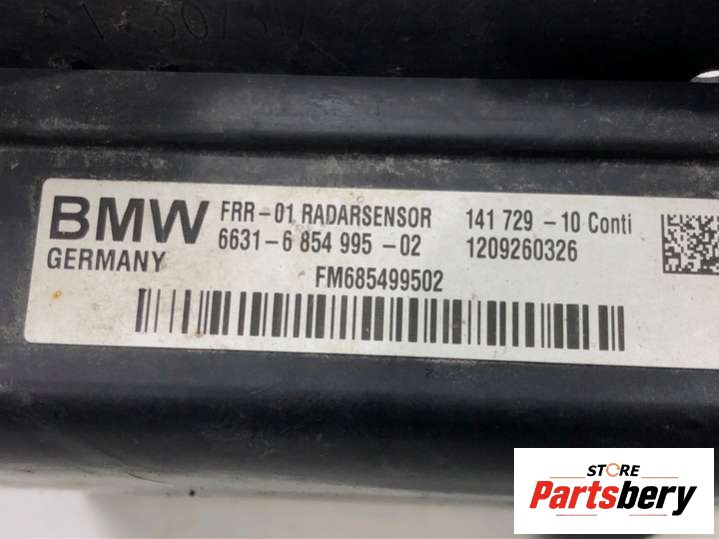 BMW FRR-01 RADARSENSOR 141 729-10 Conti
6631-6 854 995-02 1209260326
GERMANY
FM685499502
STORE
Partsbery